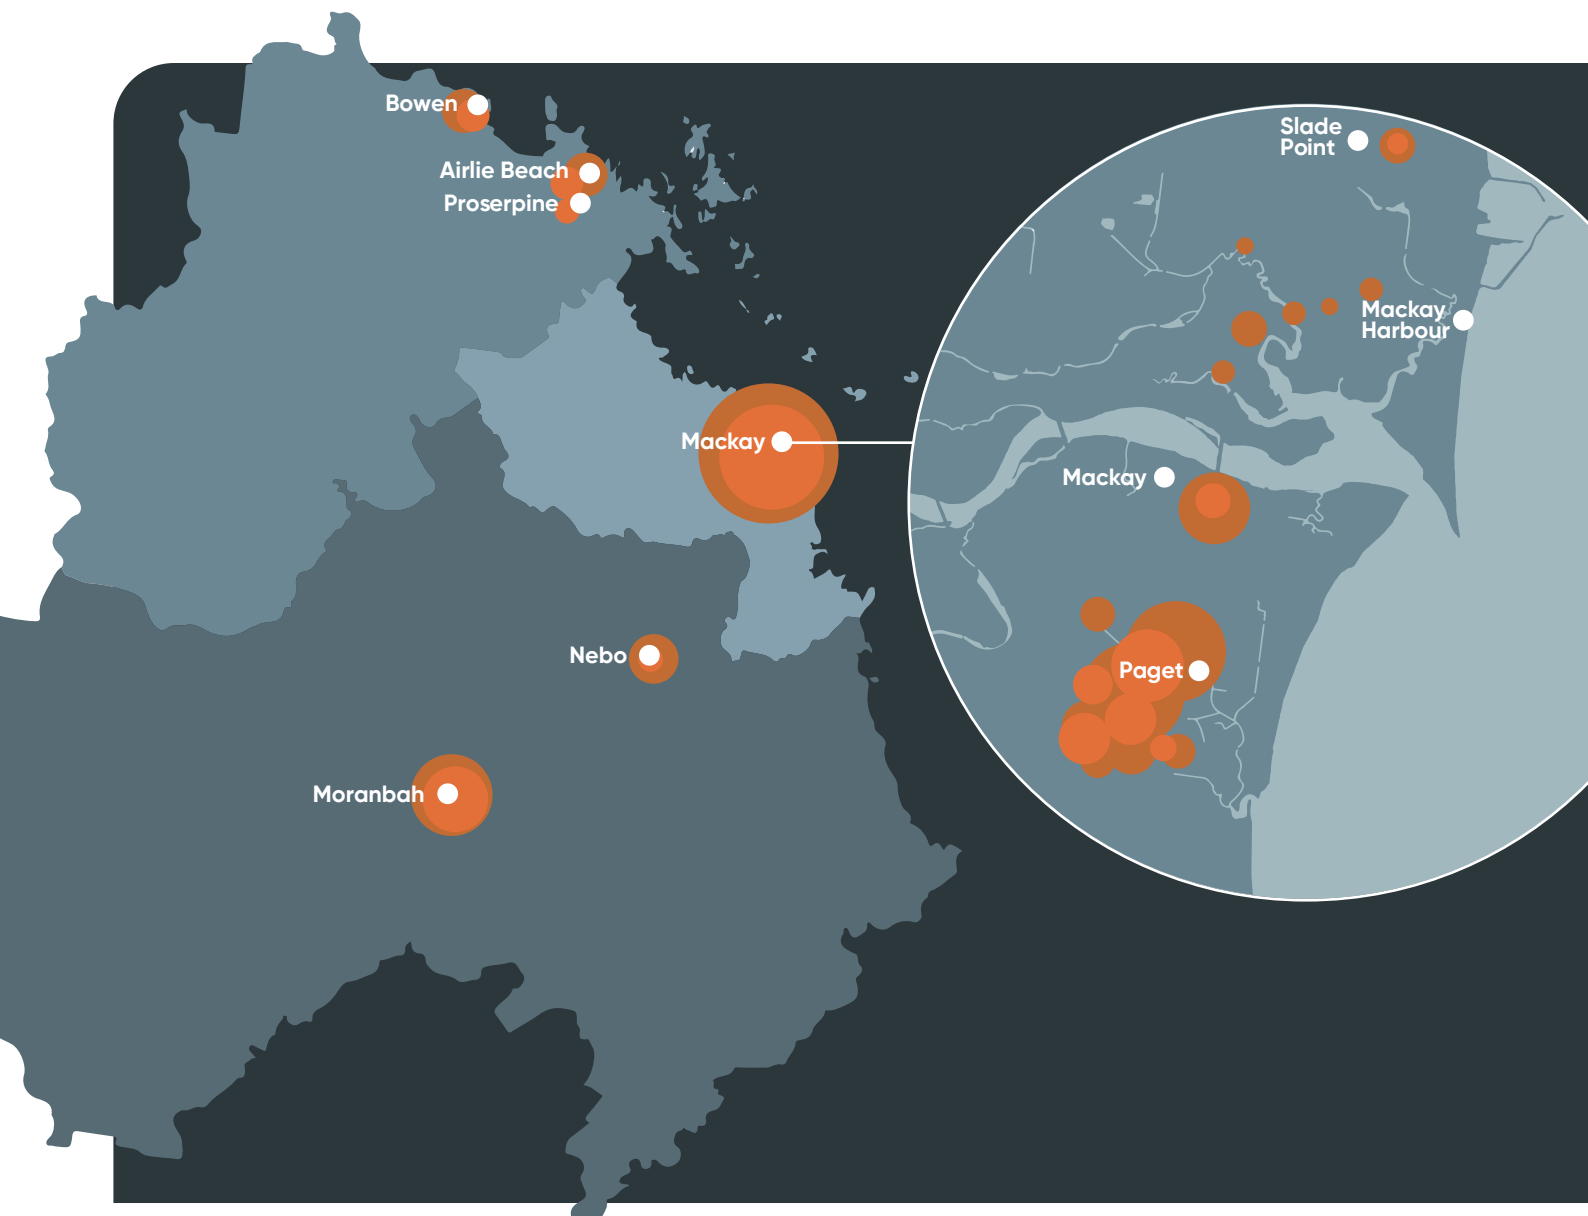 Bowen
Airlie Beach
Proserpine
Mackay
Nebo
Moranbah
Slade
Point
Mackay
Harbour
Mackay
Paget